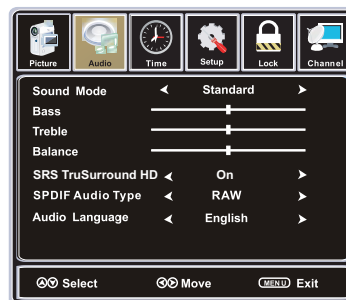 Picture Audio Time Setup Lock Channel
Sound Mode Standard
Bass
Treble
Balance
SRS TruSurround HD On
SPDIF Audio Type RAW
Audio Language English
Select Move MENU Exit